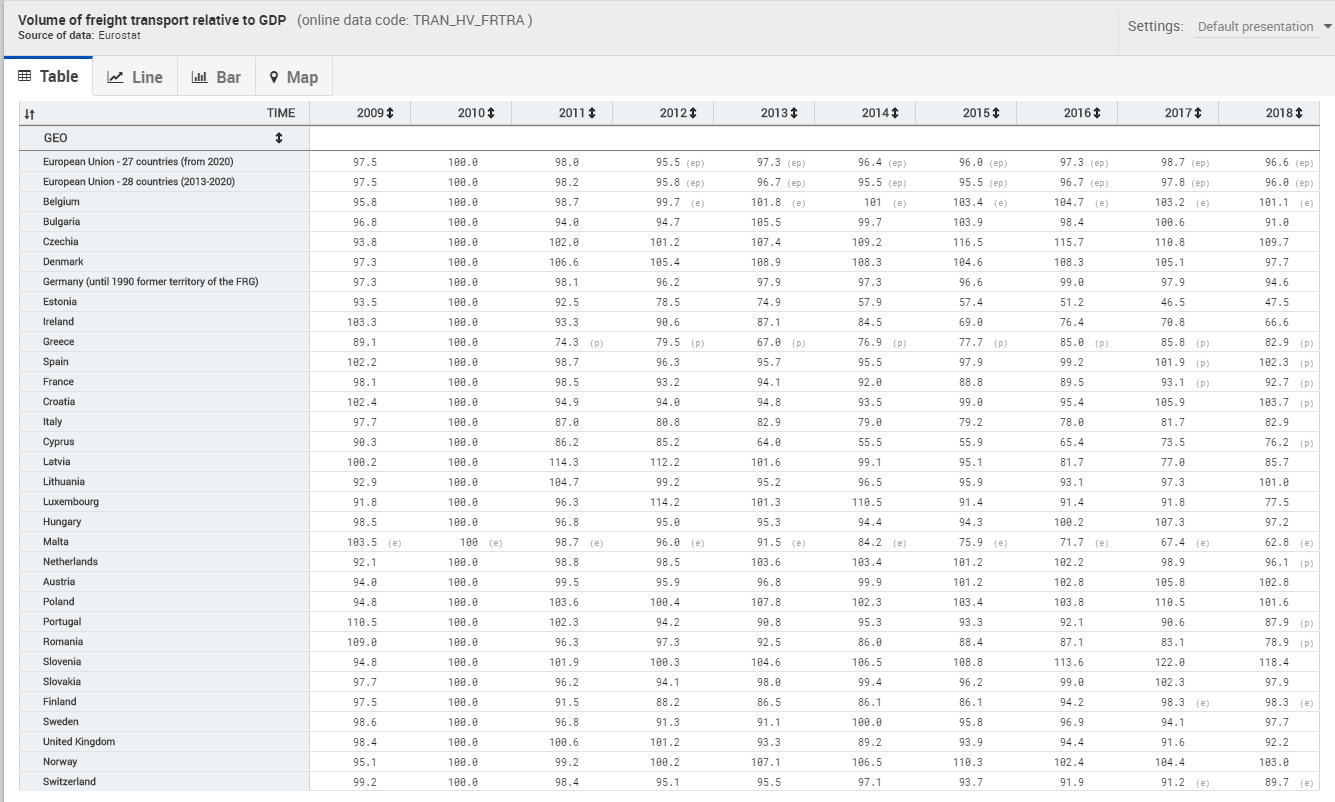 Volume of freight transport relative to GDP (online data code: TRAN_HV_FRTRA )
Source of data: Eurostat
Settings: Default presentation
Table Line Bar Map
TIME 2009 2010 2011 2012 2013 2014 2015 2016 2017 2018
GEO
European Union - 27 countries (from 2020) 97.5 100.0 98.0 95.5 (ep) 97.3 (ep) 96.4 (ep) 96.0 (ep) 97.3 (ep) 98.7 (ep) 96.6 (ep)
European Union - 28 countries (2013-2020) 97.5 100.0 98.2 95.8 (ep) 96.7 (ep) 95.5 (ep) 95.5 (ep) 96.7 (ep) 97.8 (ep) 96.0 (ep)
Belgium 95.8 100.0 98.7 99.7 (e) 101.8 (e) 101 (e) 103.4 (e) 104.7 (e) 103.2 (e) 101.1 (e)
Bulgaria 96.8 100.0 94.0 94.7 105.5 99.7 103.9 98.4 100.6 91.0
Czechia 93.8 100.0 102.0 101.2 107.4 109.2 116.5 115.7 110.8 109.7
Denmark 97.3 100.0 106.6 105.4 108.9 108.3 104.6 108.3 105.1 97.7
Germany (until 1990 former territory of the FRG) 97.3 100.0 98.1 96.2 97.9 97.3 96.6 99.0 97.9 94.6
Estonia 93.5 100.0 92.5 78.5 74.9 57.9 57.4 51.2 46.5 47.5
Ireland 103.3 100.0 93.3 90.6 87.1 84.5 69.0 76.4 70.8 66.6
Greece 89.1 100.0 74.3 (p) 79.5 (p) 67.0 (p) 76.9 (p) 77.7 (p) 85.0 (p) 85.8 (p) 82.9 (p)
Spain 102.2 100.0 98.7 96.3 95.7 95.5 97.9 99.2 101.9 (p) 102.3 (p)
France 98.1 100.0 98.5 93.2 94.1 92.0 88.8 89.5 93.1 (p) 92.7 (p)
Croatia 102.4 100.0 94.9 94.0 94.8 93.5 99.0 95.4 105.9 103.7 (p)
Italy 97.7 100.0 87.0 80.8 82.9 79.0 79.2 78.0 81.7 82.9
Cyprus 90.3 100.0 86.2 85.2 64.0 55.5 55.9 65.4 73.5 76.2 (p)
Latvia 100.2 100.0 114.3 112.2 101.6 99.1 95.1 81.7 77.0 85.7
Lithuania 92.9 100.0 104.7 99.2 95.2 96.5 95.9 93.1 97.3 101.0
Luxembourg 91.8 100.0 96.3 114.2 101.3 110.5 91.4 91.4 91.8 77.5
Hungary 98.5 100.0 96.8 95.0 95.3 94.4 94.3 100.2 107.3 97.2
Malta 103.5 (e) 100 (e) 98.7 (e) 96.0 (e) 91.5 (e) 84.2 (e) 75.9 (e) 71.7 (e) 67.4 (e) 62.8 (e)
Netherlands 92.1 100.0 98.8 98.5 103.6 103.4 101.2 102.2 98.9 96.1 (p)
Austria 94.0 100.0 99.5 95.9 96.8 99.9 101.2 102.8 105.8 102.8
Poland 94.8 100.0 103.6 100.4 107.8 102.3 103.4 103.8 110.5 101.6
Portugal 110.5 100.0 102.3 94.2 90.8 95.3 93.3 92.1 90.6 87.9 (p)
Romania 109.0 100.0 96.3 97.3 92.5 86.0 88.4 87.1 83.1 78.9 (p)
Slovenia 94.8 100.0 101.9 100.3 104.6 106.5 108.8 113.6 122.0 118.4
Slovakia 97.7 100.0 96.2 94.1 98.0 99.4 96.2 99.0 102.3 97.9
Finland 97.5 100.0 91.5 88.2 86.5 86.1 86.1 94.2 98.3 (e) 98.3 (e)
Sweden 98.6 100.0 96.8 91.3 91.1 100.0 95.8 96.9 94.1 97.7
United Kingdom 98.4 100.0 100.6 101.2 93.3 89.2 93.9 94.4 91.6 92.2
Norway 95.1 100.0 99.2 100.2 107.1 106.5 110.3 102.4 104.4 103.0
Switzerland 99.2 100.0 98.4 95.1 95.5 97.1 93.7 91.9 91.2 (e) 89.7 (e)